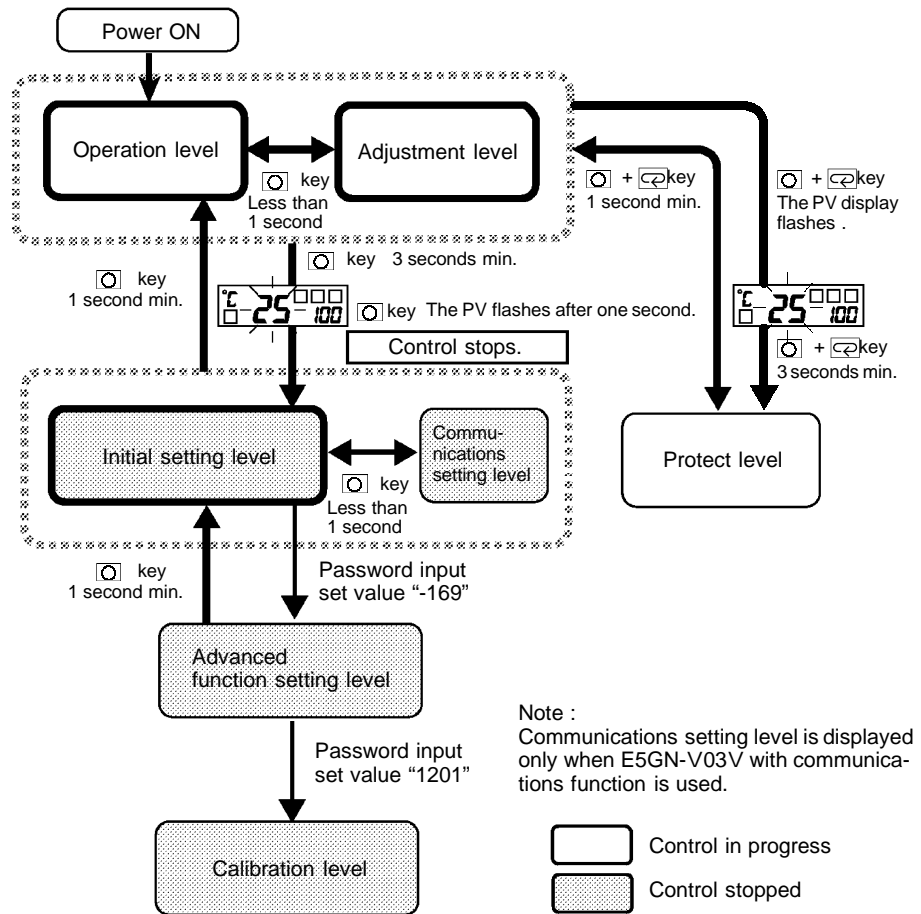 Power ON
Operation level
Adjustment level
key
Less than
1 second
+ key
1 second min.
+ key
The PV display
flashes .
key
1 second min.
key 3 seconds min.
°C 25 100
key The PV flashes after one second.
°C 25 100
Control stops.
+ key
3 seconds min.
Initial setting level
Commu-
nications
setting level
Protect level
key
Less than
1 second
key
1 second min.
Password input
set value “-169”
Advanced
function setting level
Note :
Communications setting level is displayed
only when E5GN-V03V with communica-
tions function is used.
Password input
set value “1201”
Calibration level
Control in progress
Control stopped